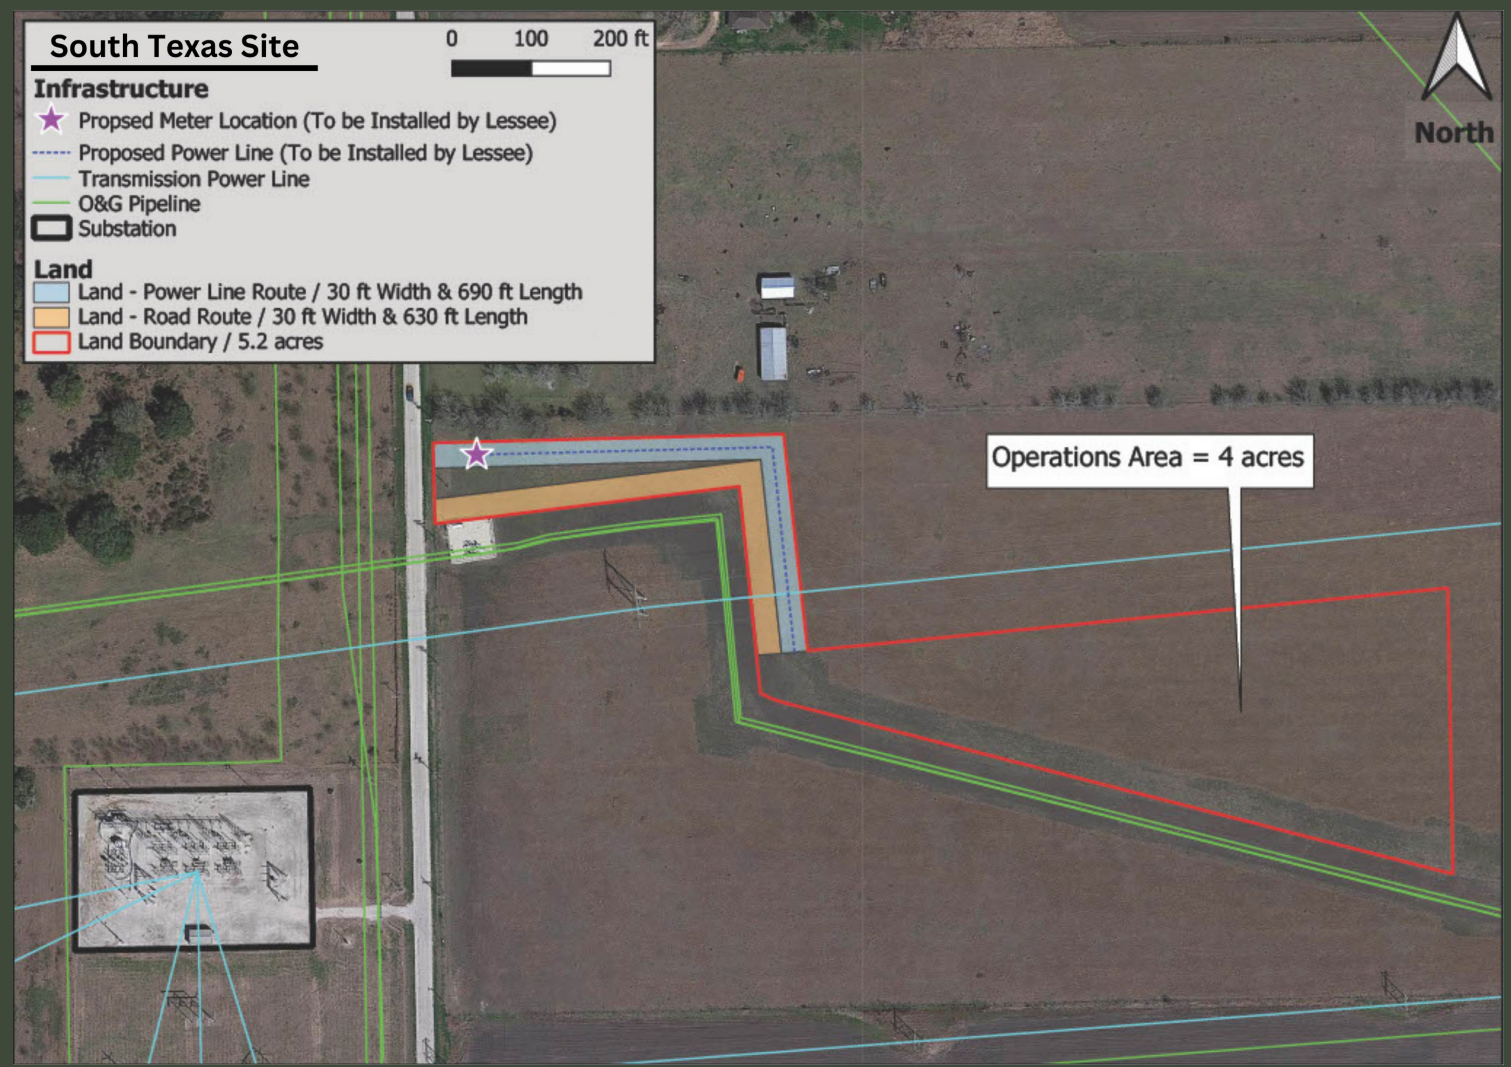 South Texas Site
0 100 200 ft
Infrastructure
Propsed Meter Location (To be Installed by Lessee)
Proposed Power Line (To be Installed by Lessee)
Transmission Power Line
O&G Pipeline
Substation
Land
Land - Power Line Route / 30 ft Width & 690 ft Length
Land - Road Route / 30 ft Width & 630 ft Length
Land Boundary / 5.2 acres
North
Operations Area = 4 acres